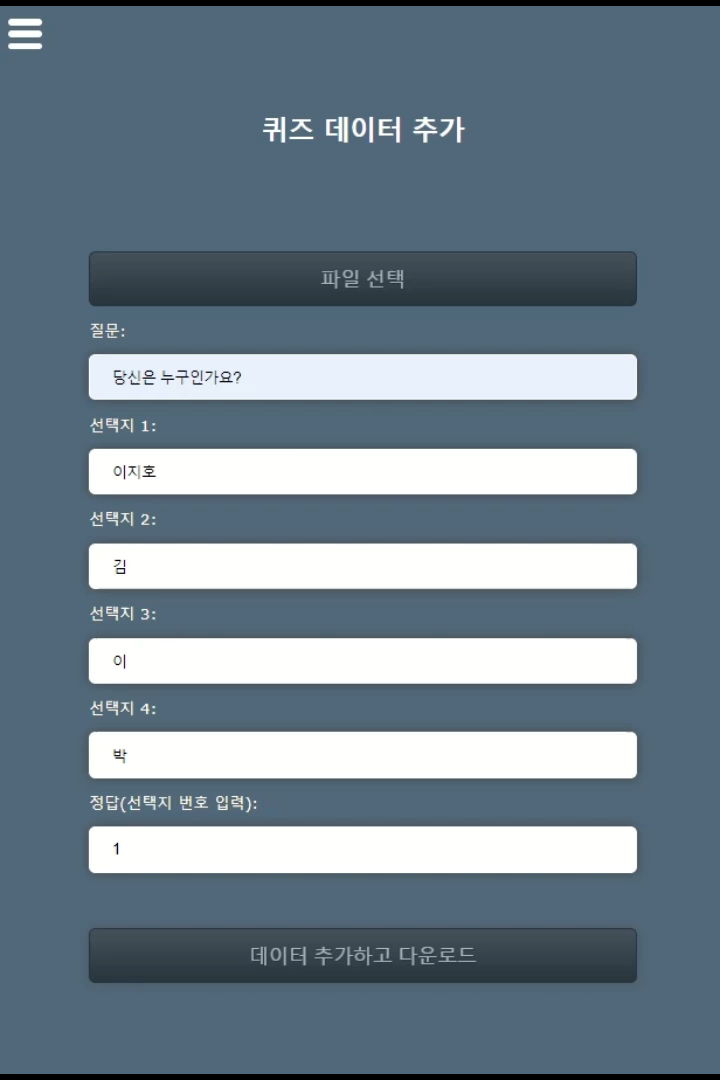 퀴즈 데이터 추가
파일 선택
질문:
당신은 누구인가요?
선택지 1:
이지호
선택지 2:
김
선택지 3:
이
선택지 4:
박
정답(선택지 번호 입력):
1
데이터 추가하고 다운로드